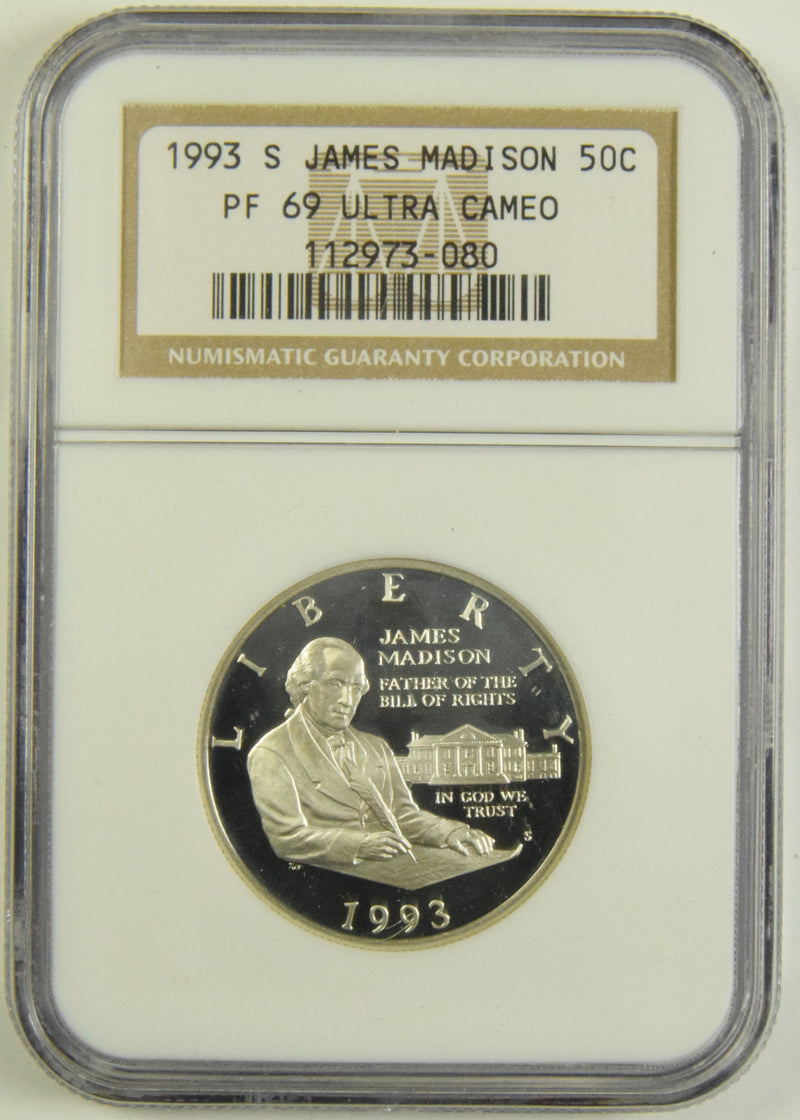 1993 S JAMES MADISON 50C
PF 69 ULTRA CAMEO
112973-080
NUMISMATIC GUARANTY CORPORATION
LIBERTY
JAMES
MADISON
FATHER OF THE
BILL OF RIGHTS
IN GOD WE
TRUST
S
1993